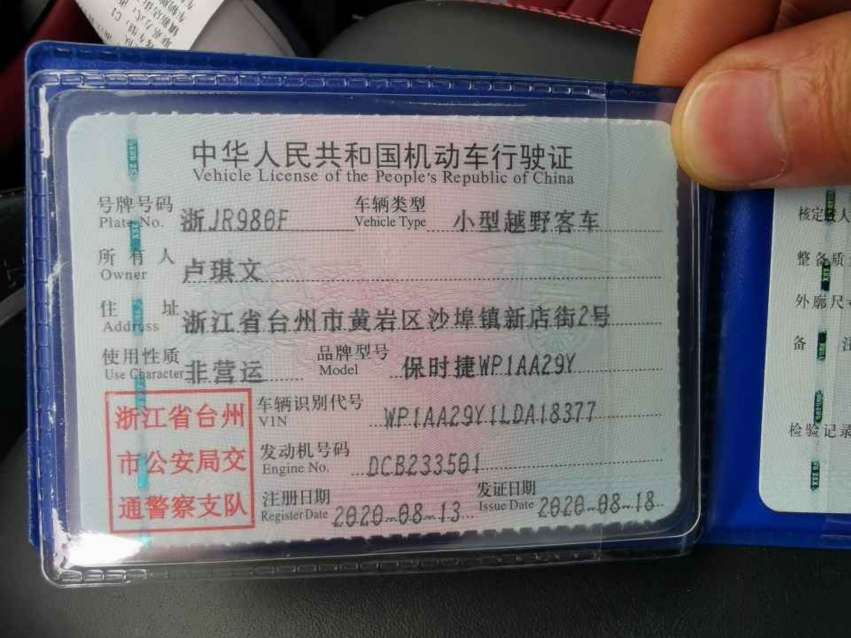 中华人民共和国机动车行驶证
Vehicle License of the People's Republic of China
号牌号码 浙JR980F 车辆类型 小型越野客车
Plate No. Vehicle Type
所有人 卢琪文
Owner
住址 浙江省台州市黄岩区沙埠镇新店街2号
Address
使用性质 非营运 品牌型号 保时捷WP1AA29Y
Use Character Model
浙江省台州
市公安局交
通警察支队
车辆识别代号 WP1AA29Y1LDA18377
VIN
发动机号码 DCB233501
Engine No.
注册日期 2020-08-13 发证日期 2020-08-18
Register Date Issue Date
核定 人
整备质
外廓尺
备
检验记录